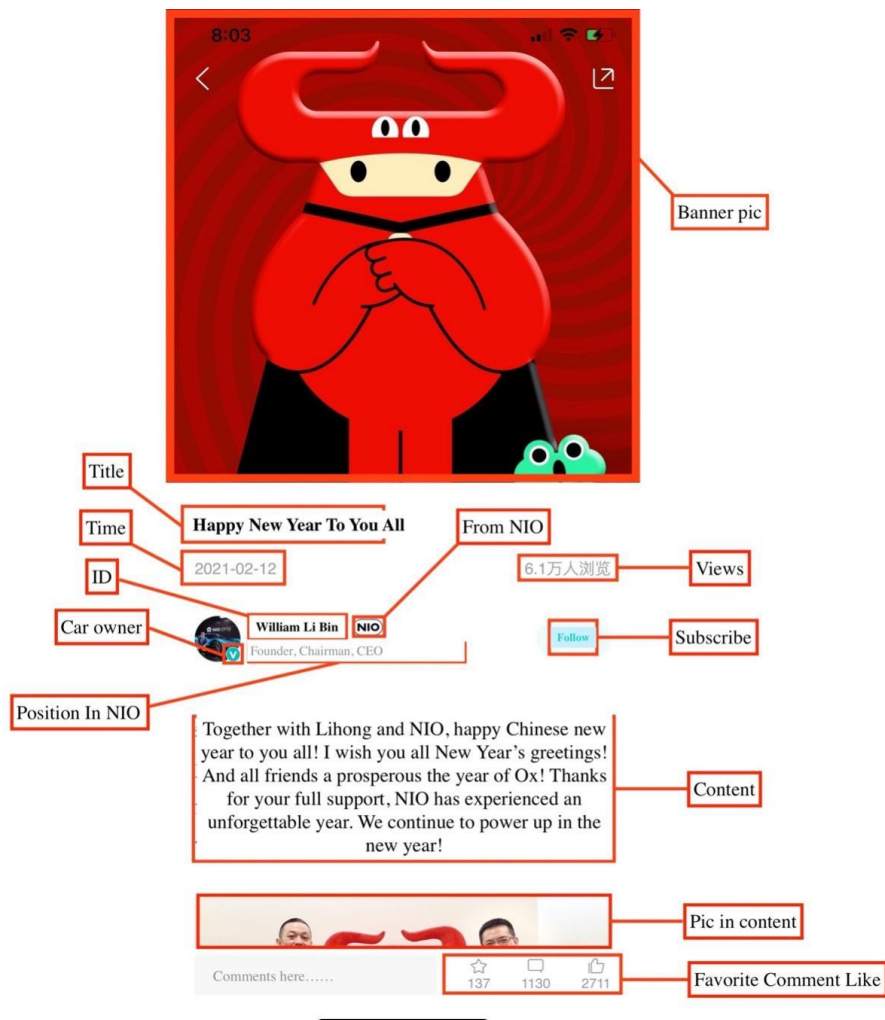 8:03
Banner pic
Title
Happy New Year To You All
Time
From NIO
2021-02-12
6.1万人浏览
Views
ID
William Li Bin
NIO
Car owner
Follow
Subscribe
Founder, Chairman, CEO
Position In NIO
Together with Lihong and NIO, happy Chinese new
year to you all! I wish you all New Year's greetings!
And all friends a prosperous the year of Ox! Thanks
for your full support, NIO has experienced an
unforgettable year. We continue to power up in the
new year!
Content
Pic in content
Comments here......
137
1130
2711
Favorite Comment Like